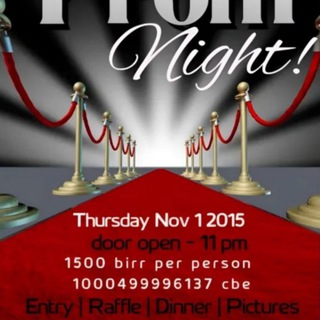 Prom
Night!
Thursday Nov 1 2015
door open - 11 pm
1500 birr per person
1000499996137 cbe
Entry | Raffle | Dinner | Pictures